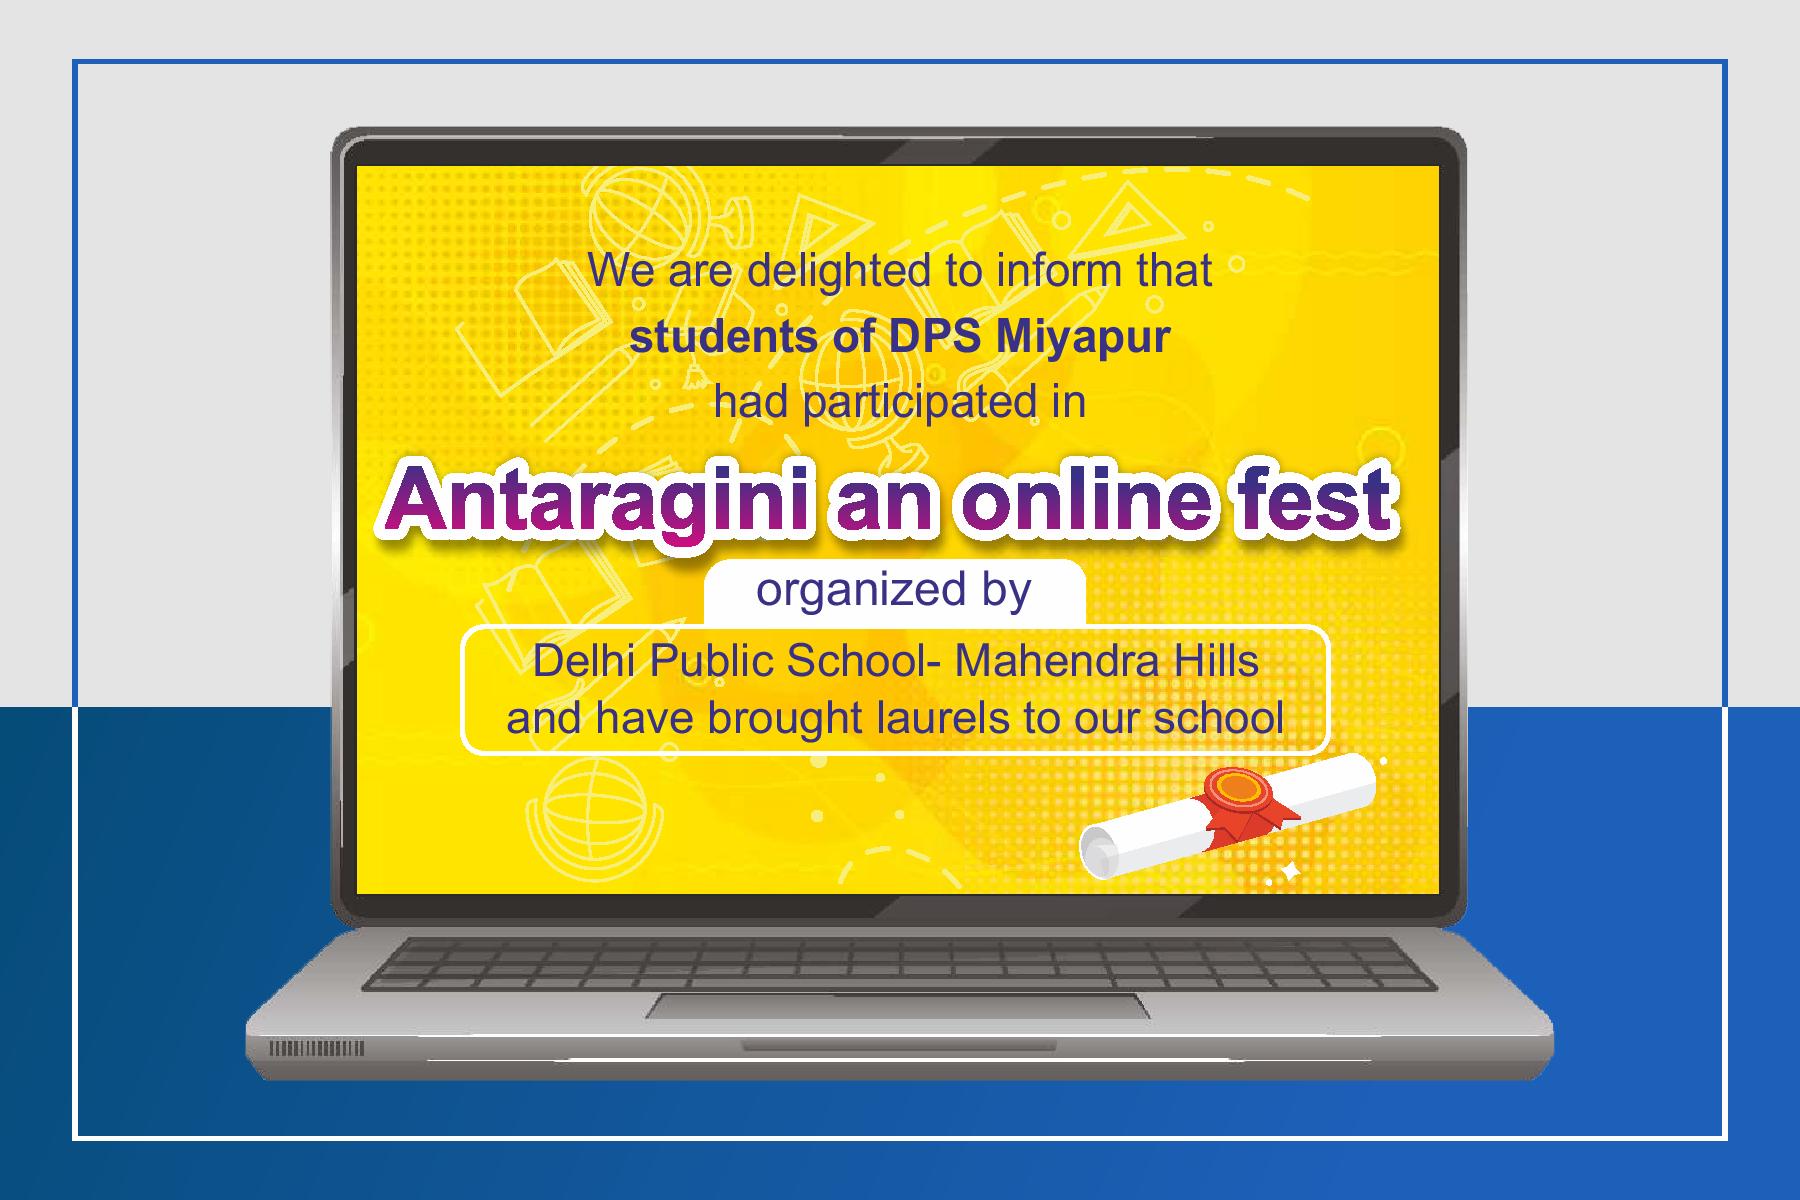 We are delighted to inform that
students of DPS Miyapur
had participated in
Antaragini an online fest
organized by
Delhi Public School- Mahendra Hills
and have brought laurels to our school